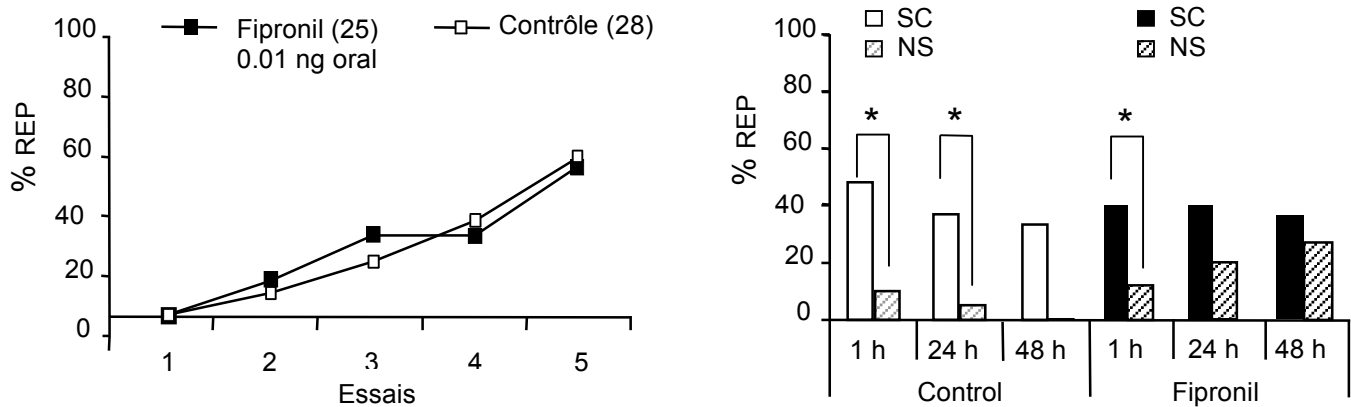 100
80
60
40
20
0
% REP
Fipronil (25)
0.01 ng oral
Contrôle (28)
1 2 3 4 5
Essais
SC SC
NS NS
100
80
60
40
20
0
% REP
* * *
1 h 24 h 48 h 1 h 24 h 48 h
Control Fipronil